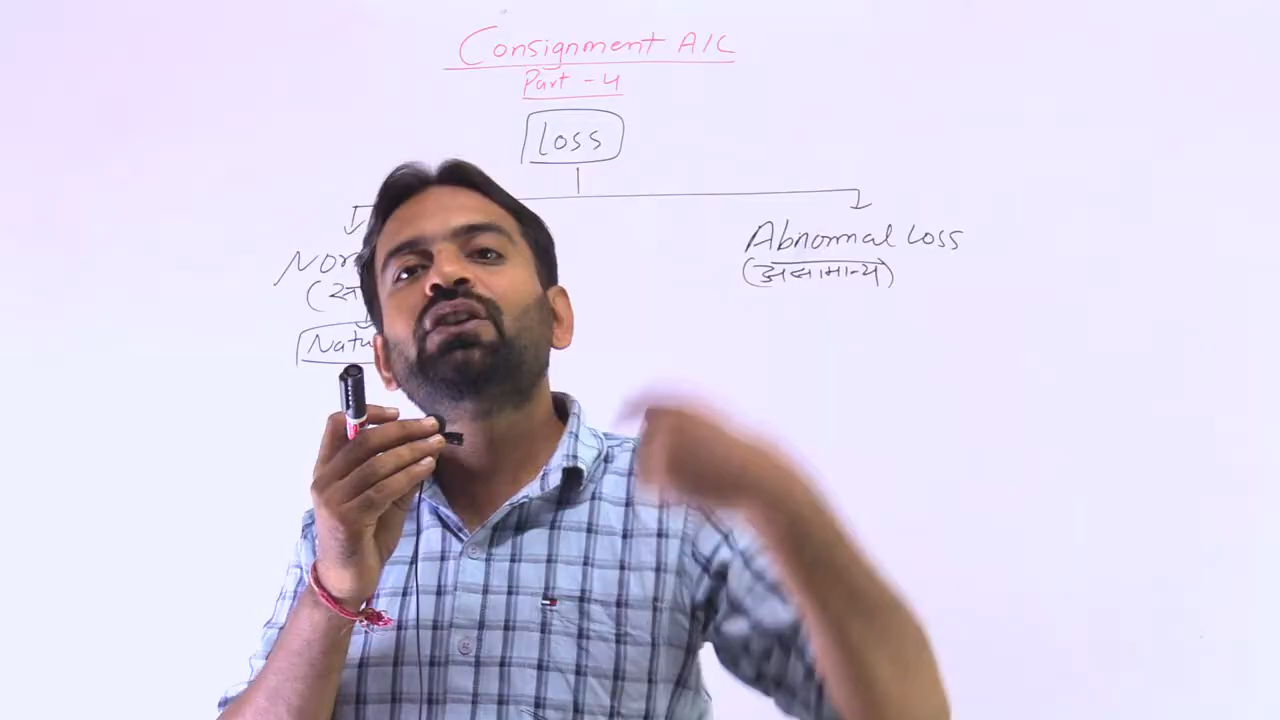 Consignment A/C
Part - 4
Loss
Abnormal Loss
(असामान्य)